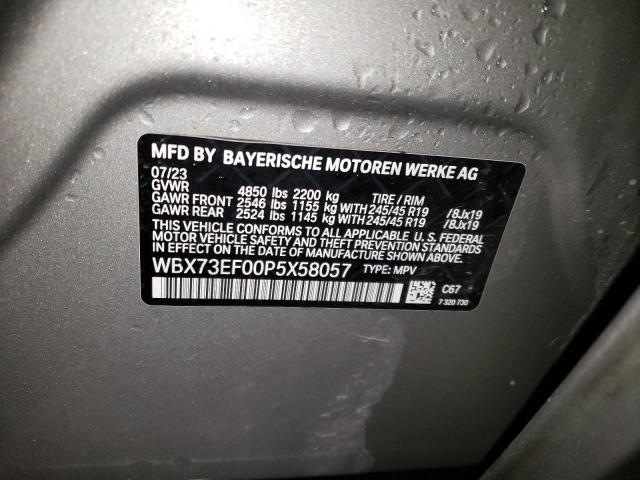 MFD BY BAYERISCHE MOTOREN WERKE AG
07/23
GVWR 4850 lbs 2200 kg TIRE / RIM
GAWR FRONT 2546 lbs 1155 kg WITH 245/45 R19 /8Jx19
GAWR REAR 2524 lbs 1145 kg WITH 245/45 R19 /8Jx19
THIS VEHICLE CONFORMS TO ALL APPLICABLE U.S. FEDERAL
MOTOR VEHICLE SAFETY AND THEFT PREVENTION STANDARDS
IN EFFECT ON THE DATE OF MANUFACTURE SHOWN ABOVE.
WBX73EF00P5X58057 TYPE: MPV
C67
7 320 730